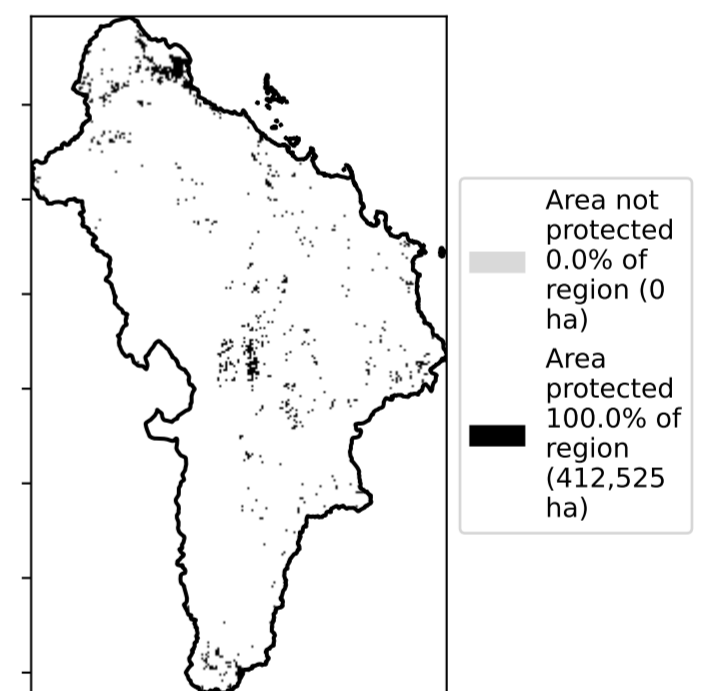 Area not
protected
0.0% of
region (0
ha)
Area
protected
100.0% of
region
(412,525
ha)